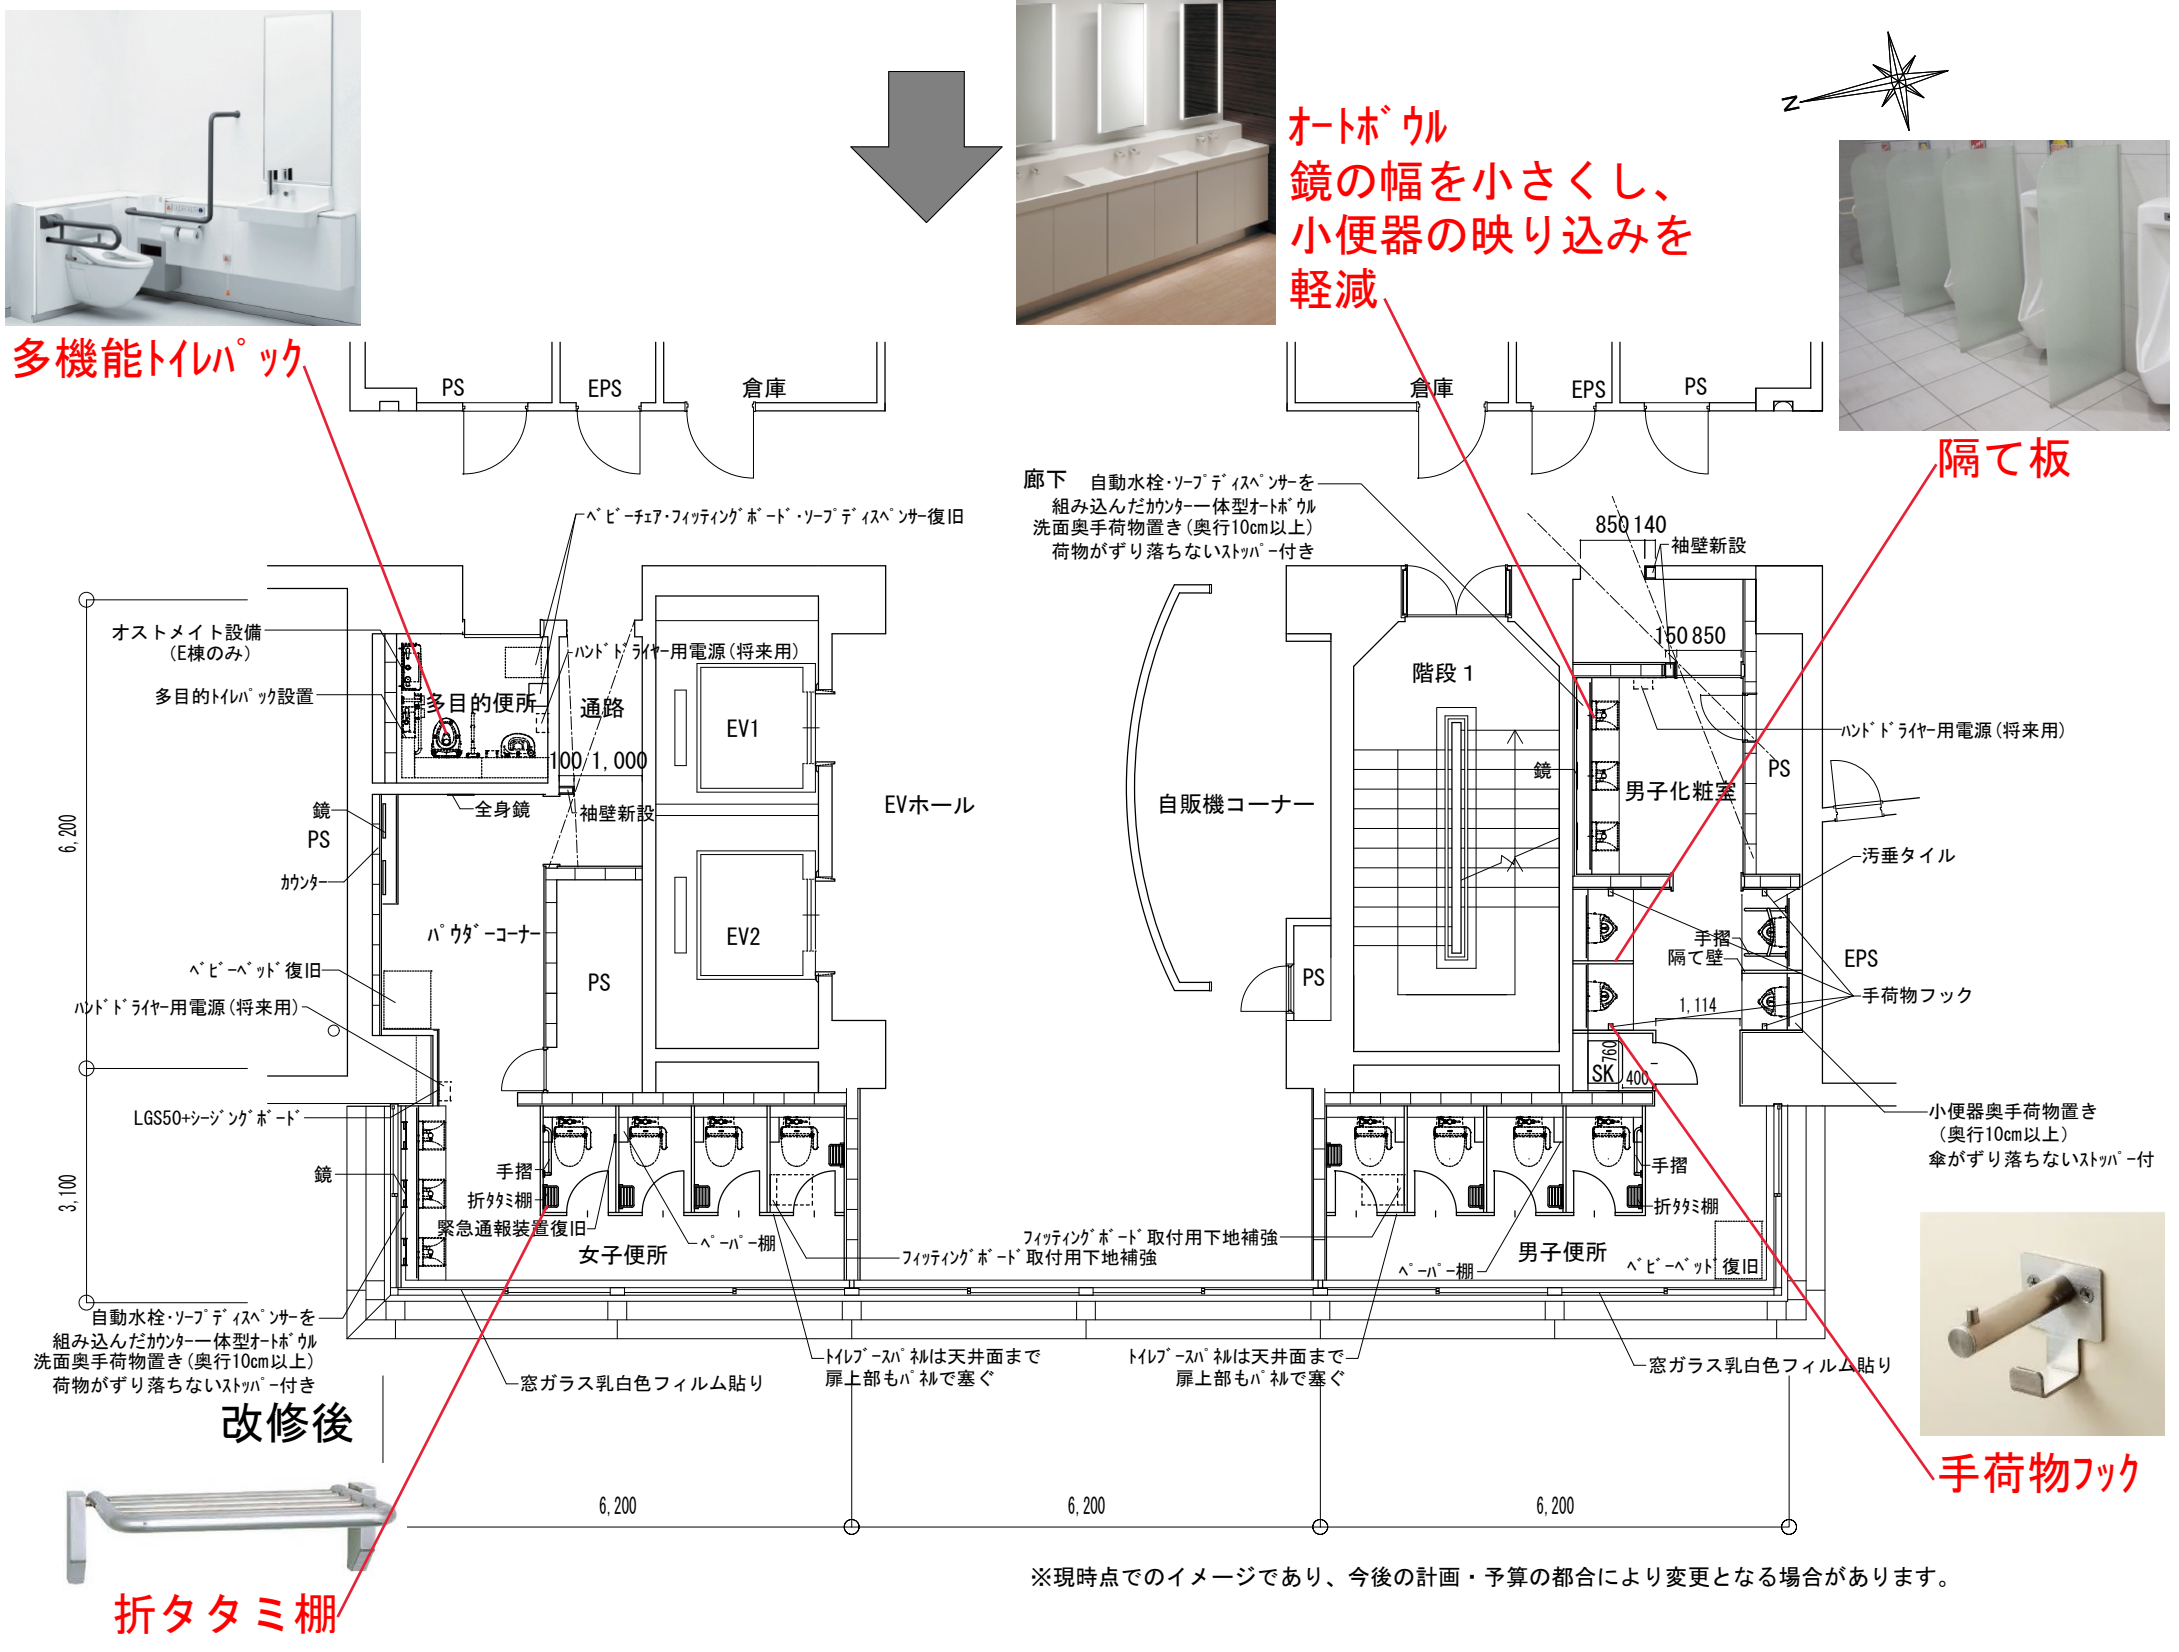 オートボウル
鏡の幅を小さくし、
小便器の映り込みを
軽減
N
多機能トイレパック
隔て板
PS
EPS
倉庫
倉庫
EPS
PS
廊下
自動水栓・ソープディスペンサーを
組み込んだカウンター一体型オートボウル
洗面奥手荷物置き(奥行10cm以上)
荷物がずり落ちないストッパー付き
ベビーチェア・フィッティングボード・ソープディスペンサー復旧
850 140
袖壁新設
オストメイト設備
(E棟のみ)
多目的トイレパック設置
ハンドドライヤー用電源(将来用)
多目的便所
通路
EV1
100 1,000
階段1
150 850
ハンドドライヤー用電源(将来用)
鏡
男子化粧室
PS
鏡
PS
全身鏡
袖壁新設
カウンター
EVホール
自販機コーナー
6,200
汚垂タイル
パウダーコーナー
EV2
手摺
隔て壁
EPS
ベビーベッド復旧
PS
PS
手荷物フック
ハンドドライヤー用電源(将来用)
1,114
760
SK
400
LGS50+シージングボード
小便器奥手荷物置き
(奥行10cm以上)
傘がずり落ちないストッパー付
鏡
手摺
折タタミ棚
緊急通報装置復旧
女子便所
ペーパー棚
フィッティングボード取付用下地補強
フィッティングボード取付用下地補強
ペーパー棚
男子便所
手摺
折タタミ棚
ベビーベッド復旧
3,100
自動水栓・ソープディスペンサーを
組み込んだカウンター一体型オートボウル
洗面奥手荷物置き(奥行10cm以上)
荷物がずり落ちないストッパー付き
窓ガラス乳白色フィルム貼り
トイレブースパネルは天井面まで
扉上部もパネルで塞ぐ
トイレブースパネルは天井面まで
扉上部もパネルで塞ぐ
窓ガラス乳白色フィルム貼り
改修後
手荷物フック
6,200
6,200
6,200
折タタミ棚
※現時点でのイメージであり、今後の計画・予算の都合により変更となる場合があります。